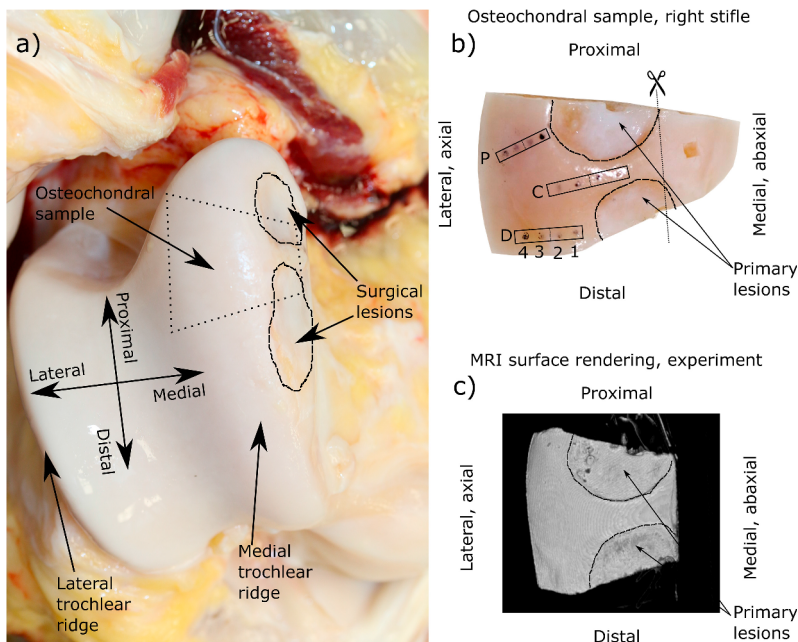 a)
Osteochondral
sample
Surgical
lesions
Proximal
Lateral
Medial
Distal
Lateral
trochlear
ridge
Medial
trochlear
ridge
Osteochondral sample, right stifle
b)
Proximal
Lateral, axial
P
C
D
4 3 2 1
Medial, abaxial
Primary
lesions
Distal
MRI surface rendering, experiment
c)
Proximal
Lateral, axial
Medial, abaxial
Primary
lesions
Distal